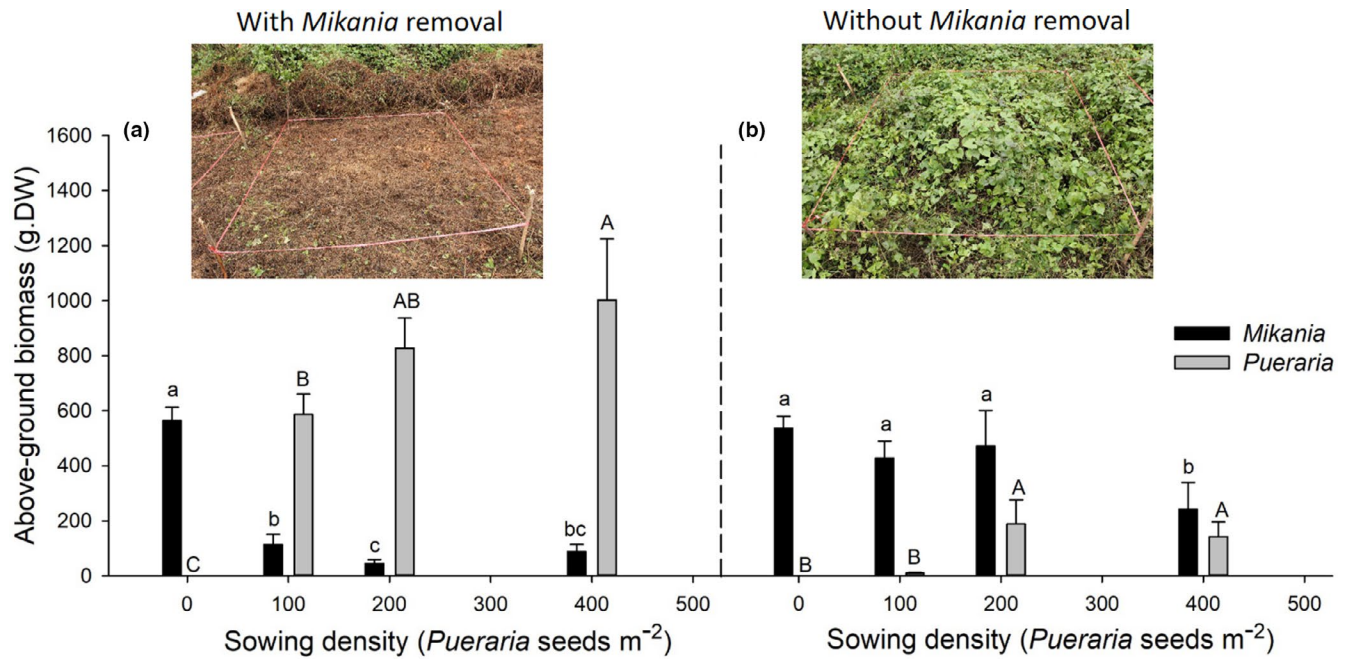 With Mikania removal
Without Mikania removal
(a)
(b)
Above-ground biomass (g.DW)
1600
1400
1200
1000
800
600
400
200
0
a
C
b
B
c
AB
bc
A
a
B
a
B
a
A
b
A
Mikania
Pueraria
0 100 200 300 400 500
0 100 200 300 400 500
Sowing density (Pueraria seeds m⁻²)
Sowing density (Pueraria seeds m⁻²)